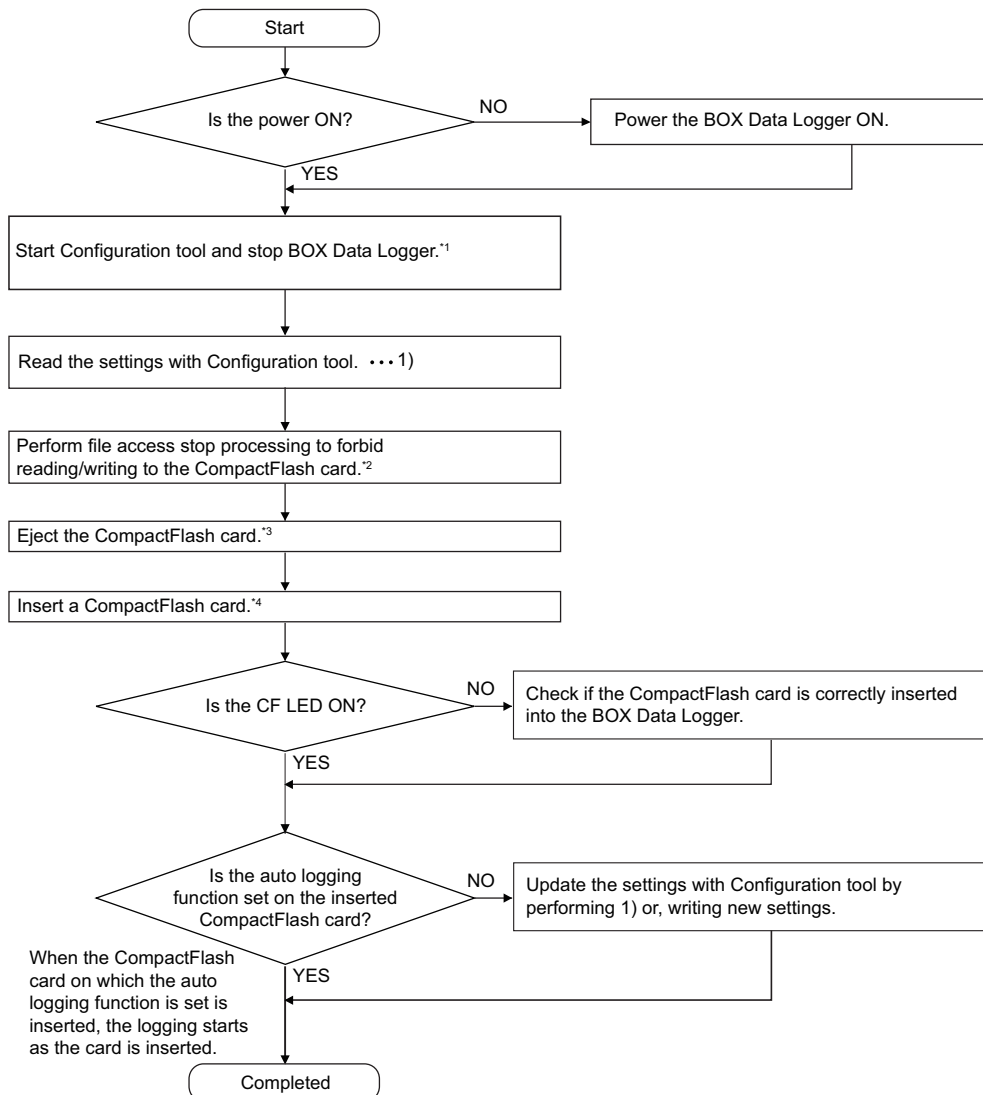 Start
Is the power ON?
NO
Power the BOX Data Logger ON.
YES
Start Configuration tool and stop BOX Data Logger.*1
Read the settings with Configuration tool. •••1)
Perform file access stop processing to forbid
reading/writing to the CompactFlash card.*2
Eject the CompactFlash card.*3
Insert a CompactFlash card.*4
Is the CF LED ON?
NO
Check if the CompactFlash card is correctly inserted
into the BOX Data Logger.
YES
Is the auto logging
function set on the inserted
CompactFlash card?
NO
Update the settings with Configuration tool by
performing 1) or, writing new settings.
When the CompactFlash
card on which the auto
logging function is set is
inserted, the logging starts
as the card is inserted.
YES
Completed